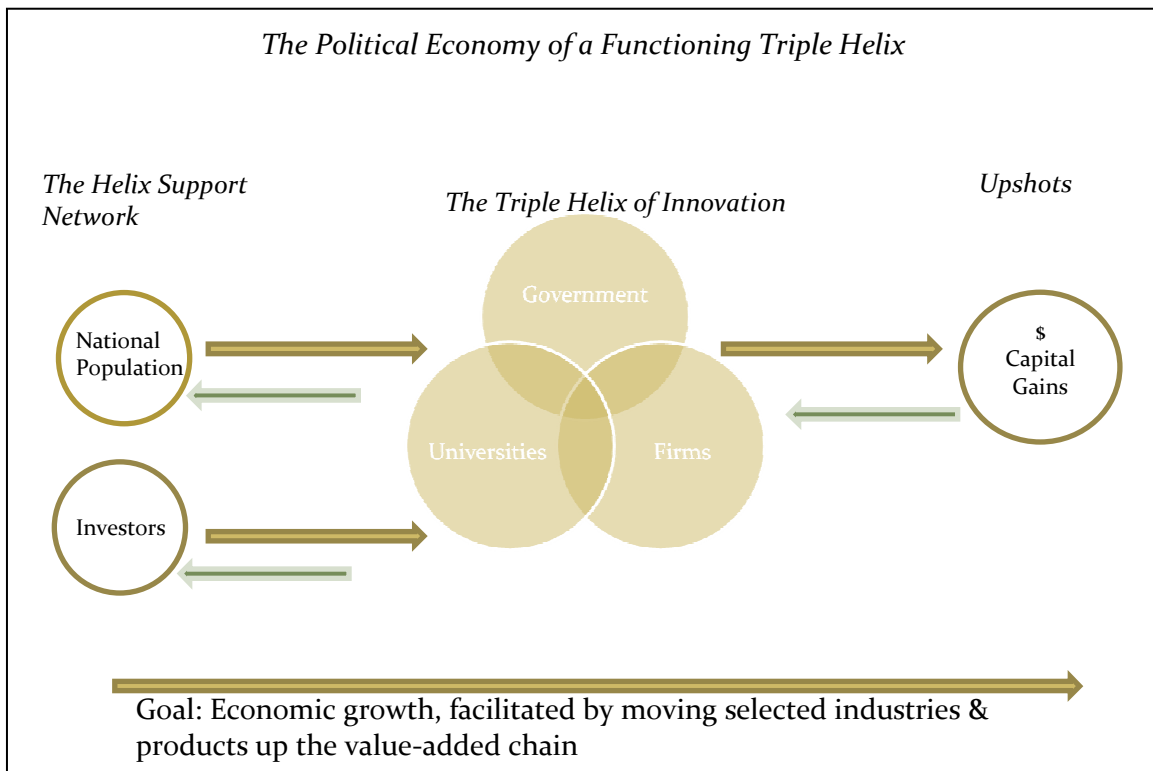 The Political Economy of a Functioning Triple Helix
The Helix Support
Network
The Triple Helix of Innovation
Upshots
National
Population
Investors
Government
Universities
Firms
$
Capital
Gains
Goal: Economic growth, facilitated by moving selected industries &
products up the value-added chain